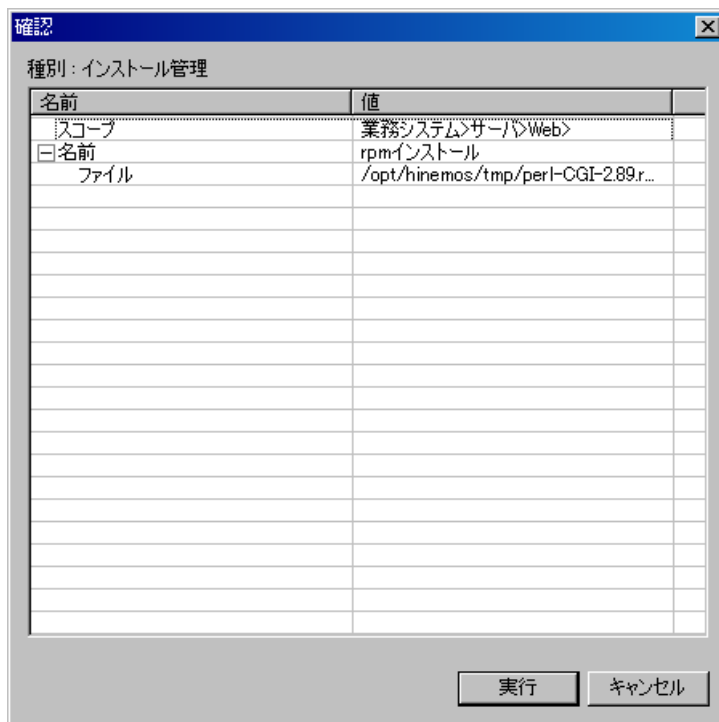 確認
種別 : インストール管理
名前 値
スコープ 業務システム>サーバ>Web>
名前 rpmインストール
ファイル /opt/hinemos/tmp/perl-CGI-2.89.r...
実行 キャンセル